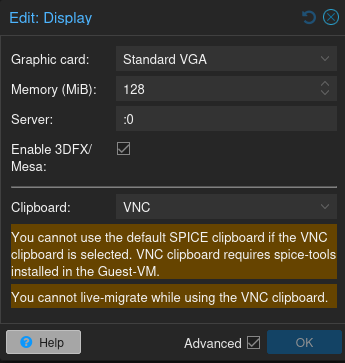 Edit: Display
Graphic card: Standard VGA
Memory (MiB): 128
Server: :0
Enable 3DFX/
Mesa:
Clipboard: VNC
You cannot use the default SPICE clipboard if the VNC
clipboard is selected. VNC clipboard requires spice-tools
installed in the Guest-VM.
You cannot live-migrate while using the VNC clipboard.
? Help Advanced OK